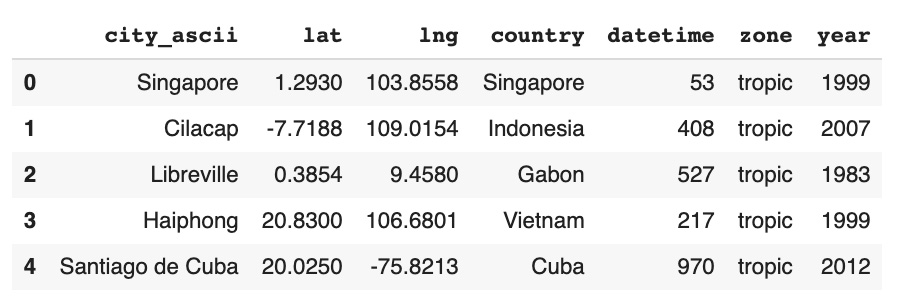 city_ascii lat lng country datetime zone year
0 Singapore 1.2930 103.8558 Singapore 53 tropic 1999
1 Cilacap -7.7188 109.0154 Indonesia 408 tropic 2007
2 Libreville 0.3854 9.4580 Gabon 527 tropic 1983
3 Haiphong 20.8300 106.6801 Vietnam 217 tropic 1999
4 Santiago de Cuba 20.0250 -75.8213 Cuba 970 tropic 2012